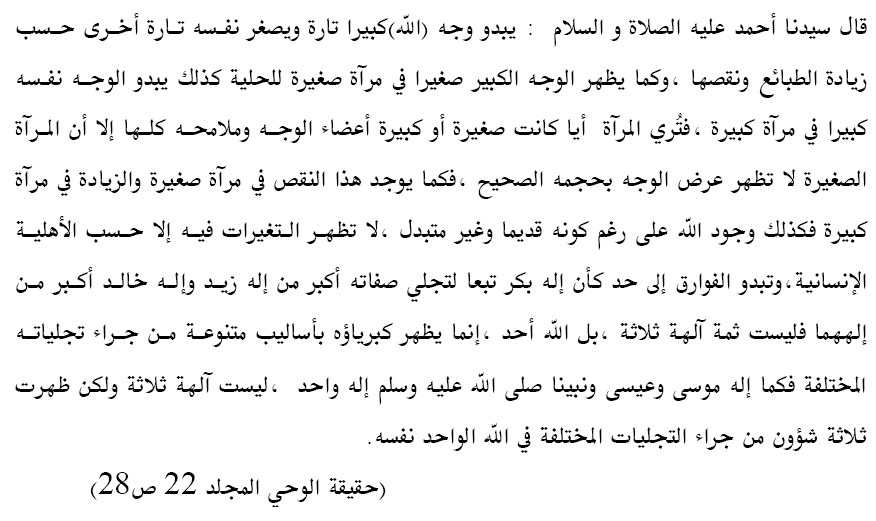 قال سيدنا أحمد عليه الصلاة و السلام : يبدو وجه (الله)كبيرا تارة ويصغر نفسه تارة أخرى حسب
زيادة الطبائع ونقصها ،وكما يظهر الوجه الكبير صغيرا في مرآة صغيرة للحلية كذلك يبدو الوجه نفسه
كبيرا في مرآة كبيرة ،فتُري المرآة أيا كانت صغيرة أو كبيرة أعضاء الوجه وملامحه كلها إلا أن المرآة
الصغيرة لا تظهر عرض الوجه بحجمه الصحيح ،فكما يوجد هذا النقص في مرآة صغيرة والزيادة في مرآة
كبيرة فكذلك وجود الله على رغم كونه قديما وغير متبدل ،لا تظهر التغيرات فيه إلا حسب الأهلية
الإنسانية،وتبدو الفوارق إلى حد كأن إله بكر تبعا لتجلي صفاته أكبر من إله زيد وإله خالد أكبر من
إلههما فليست ثمة آلهة ثلاثة ،بل الله أحد ،إنما يظهر كبرياؤه بأساليب متنوعة من جراء تجلياته
المختلفة فكما إله موسى وعيسى ونبينا صلى الله عليه وسلم إله واحد ،ليست آلهة ثلاثة ولكن ظهرت
ثلاثة شؤون من جراء التجليات المختلفة في الله الواحد نفسه.
(حقيقة الوحي المجلد 22 ص28)